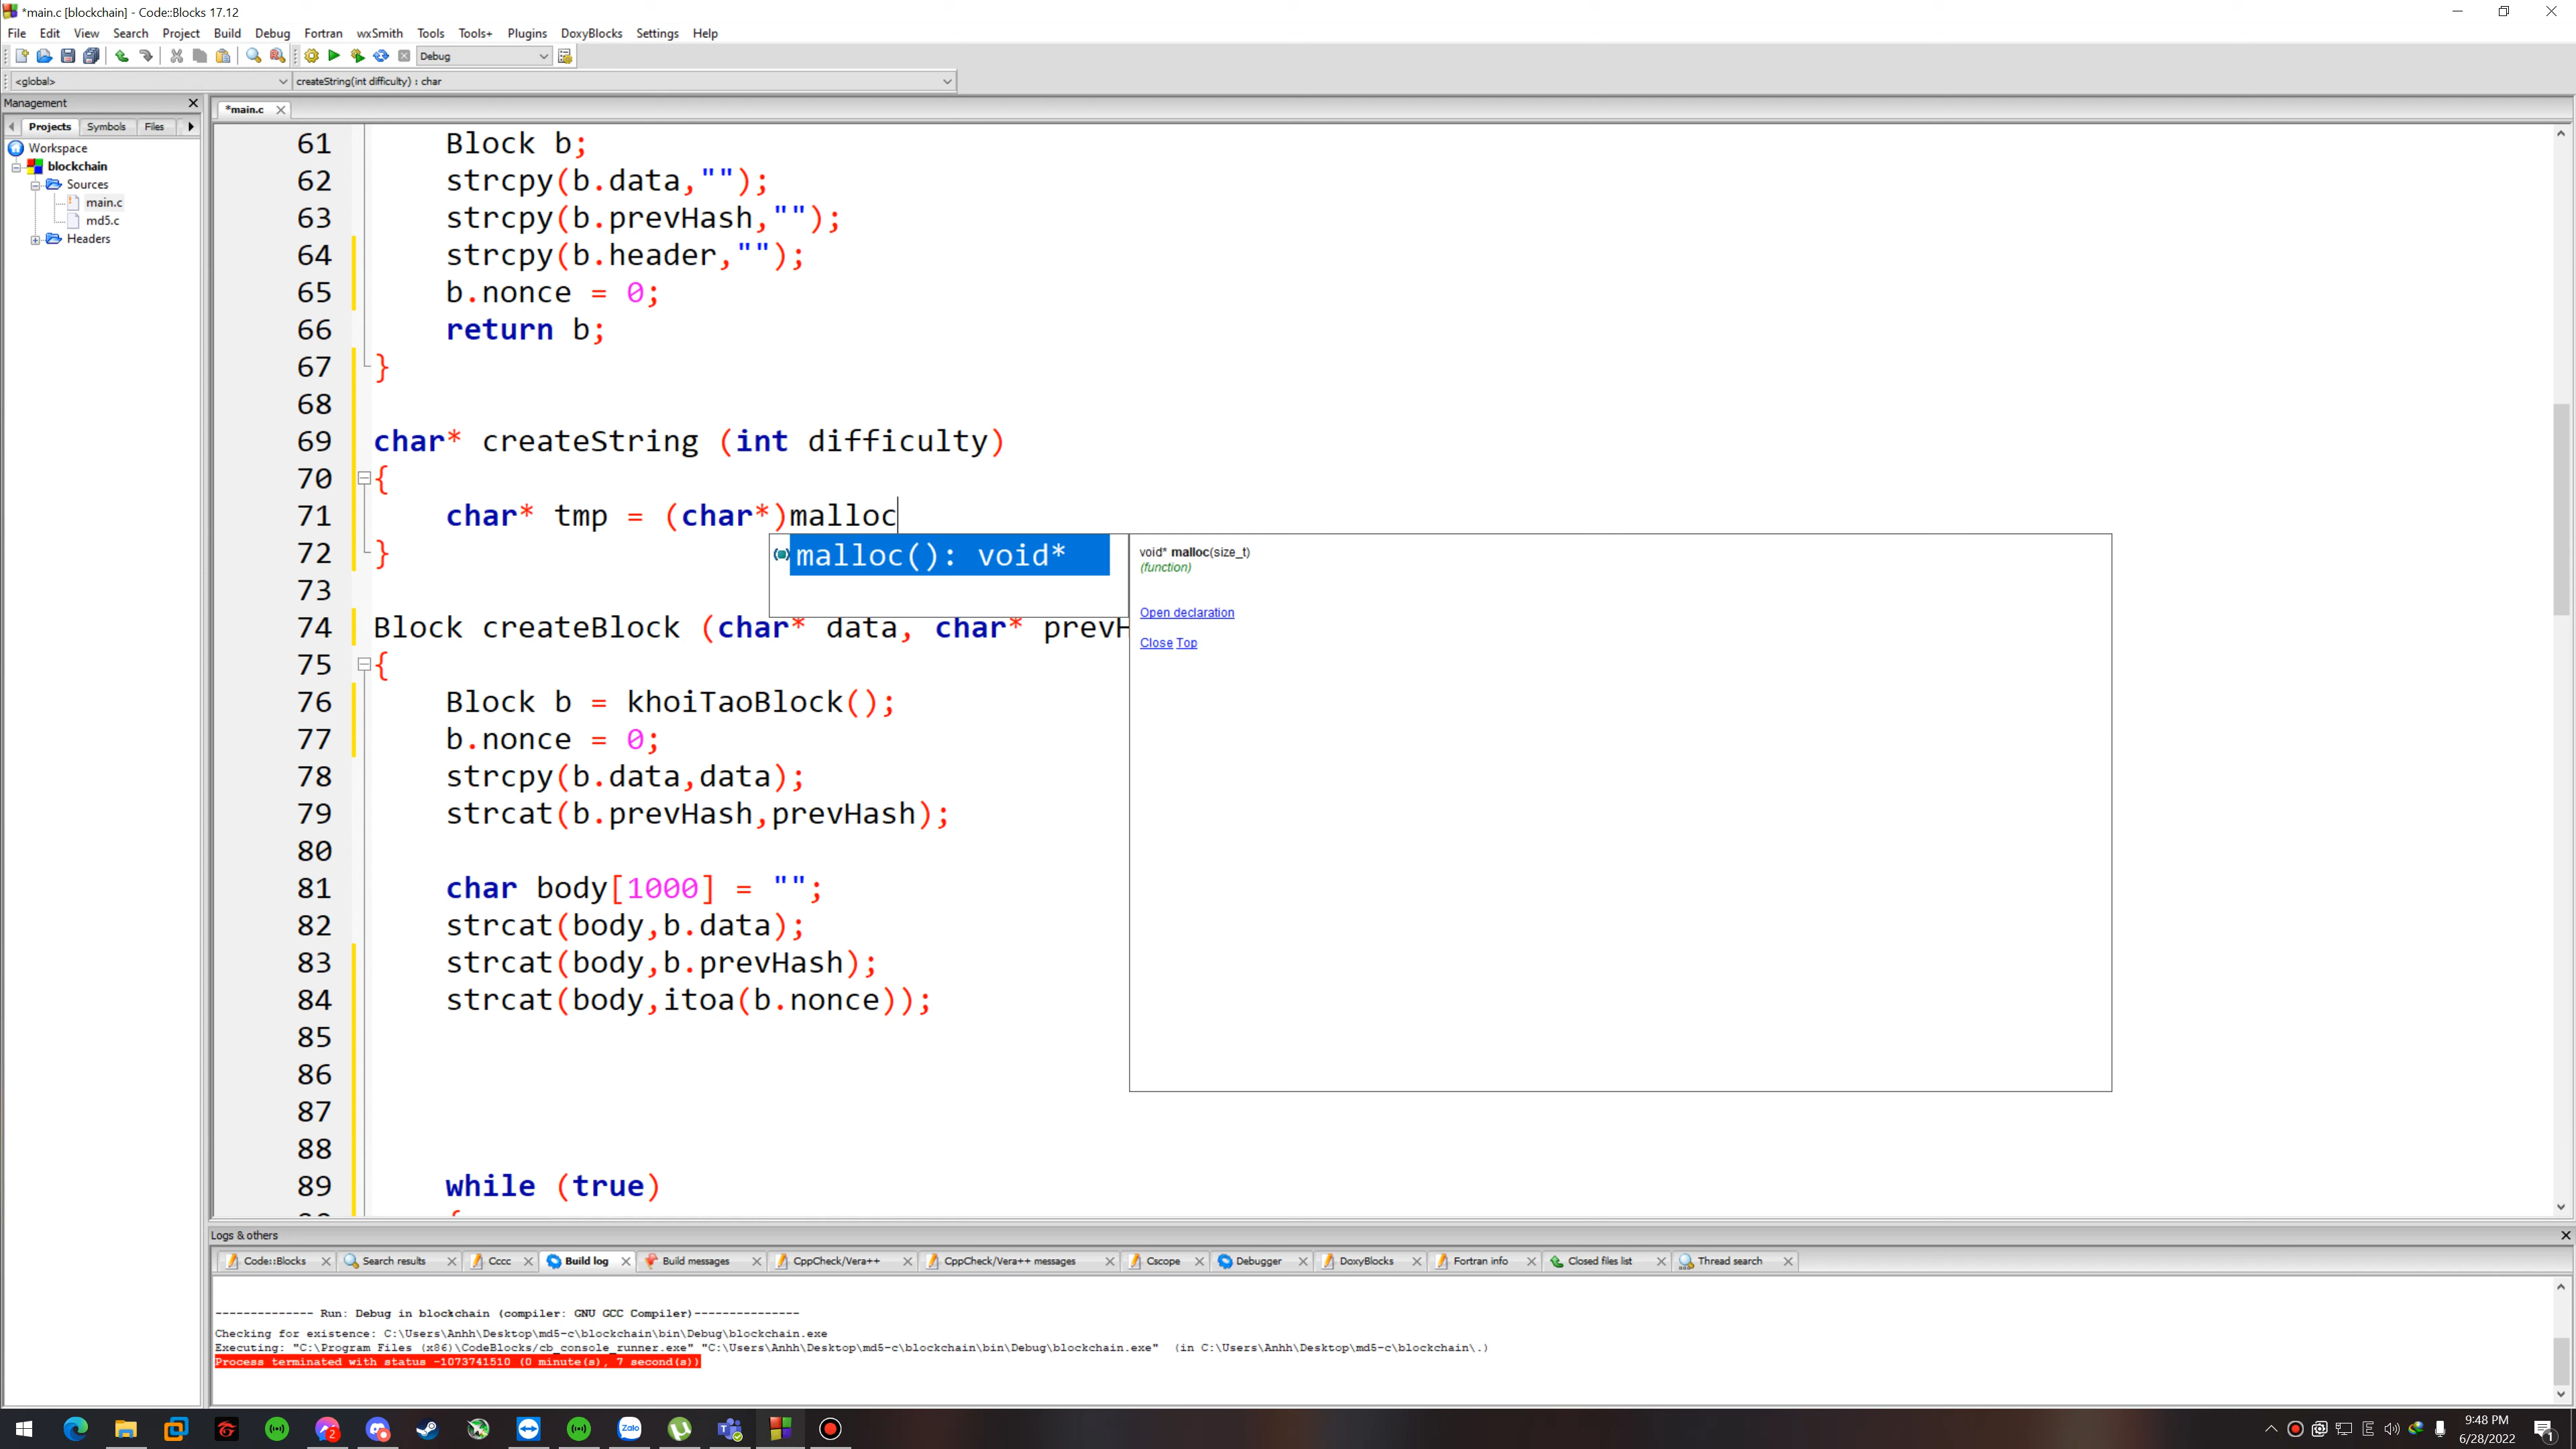 *main.c [blockchain] - Code::Blocks 17.12
File Edit View Search Project Build Debug Fortran wxSmith Tools Tools+ Plugins DoxyBlocks Settings Help
Debug
<global> createString(int difficulty) : char
Management
Projects Symbols Files
Workspace
blockchain
Sources
main.c
md5.c
Headers
*main.c
61 Block b;
62 strcpy(b.data,"");
63 strcpy(b.prevHash,"");
64 strcpy(b.header,"");
65 b.nonce = 0;
66 return b;
67 }
68
69 char* createString (int difficulty)
70 {
71 char* tmp = (char*)malloc
72 }
malloc(): void*
void* malloc(size_t)
(function)
Open declaration
Close Top
73
74 Block createBlock (char* data, char* prevH
75 {
76 Block b = khoiTaoBlock();
77 b.nonce = 0;
78 strcpy(b.data,data);
79 strcat(b.prevHash,prevHash);
80
81 char body[1000] = "";
82 strcat(body,b.data);
83 strcat(body,b.prevHash);
84 strcat(body,itoa(b.nonce));
85
86
87
88
89 while (true)
Logs & others
Code::Blocks Search results Cccc Build log Build messages CppCheck/Vera++ CppCheck/Vera++ messages Cscope Debugger DoxyBlocks Fortran info Closed files list Thread search
-------------- Run: Debug in blockchain (compiler: GNU GCC Compiler)---------------
Checking for existence: C:\Users\Anhh\Desktop\md5-c\blockchain\bin\Debug\blockchain.exe
Executing: "C:\Program Files (x86)\CodeBlocks/cb_console_runner.exe" "C:\Users\Anhh\Desktop\md5-c\blockchain\bin\Debug\blockchain.exe" (in C:\Users\Anhh\Desktop\md5-c\blockchain\.)
Process terminated with status -1073741510 (0 minute(s), 7 second(s))
2
Zalo
E
9:48 PM
6/28/2022
1